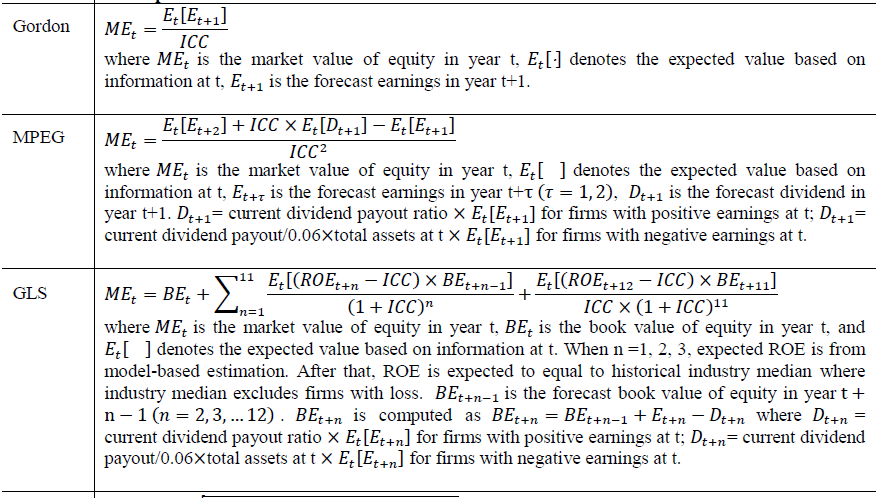 Gordon
ME_t = E_t[E_{t+1}] / ICC
where ME_t is the market value of equity in year t, E_t[·] denotes the expected value based on
information at t, E_{t+1} is the forecast earnings in year t+1.
MPEG
ME_t = (E_t[E_{t+2}] + ICC × E_t[D_{t+1}] − E_t[E_{t+1}]) / ICC^2
where ME_t is the market value of equity in year t, E_t[ ] denotes the expected value based on
information at t, E_{t+τ} is the forecast earnings in year t+τ (τ = 1, 2), D_{t+1} is the forecast dividend in
year t+1. D_{t+1}= current dividend payout ratio × E_t[E_{t+1}] for firms with positive earnings at t; D_{t+1}=
current dividend payout/0.06×total assets at t × E_t[E_{t+1}] for firms with negative earnings at t.
GLS
ME_t = BE_t + ∑_{n=1}^{11} E_t[(ROE_{t+n} − ICC) × BE_{t+n−1}] / (1 + ICC)^n + E_t[(ROE_{t+12} − ICC) × BE_{t+11}] / (ICC × (1 + ICC)^{11})
where ME_t is the market value of equity in year t, BE_t is the book value of equity in year t, and
E_t[ ] denotes the expected value based on information at t. When n =1, 2, 3, expected ROE is from
model-based estimation. After that, ROE is expected to equal to historical industry median where
industry median excludes firms with loss. BE_{t+n−1} is the forecast book value of equity in year t +
n − 1 (n = 2, 3, … 12) . BE_{t+n} is computed as BE_{t+n} = BE_{t+n−1} + E_{t+n} − D_{t+n} where D_{t+n} =
current dividend payout ratio × E_t[E_{t+n}] for firms with positive earnings at t; D_{t+n}= current dividend
payout/0.06×total assets at t × E_t[E_{t+n}] for firms with negative earnings at t.